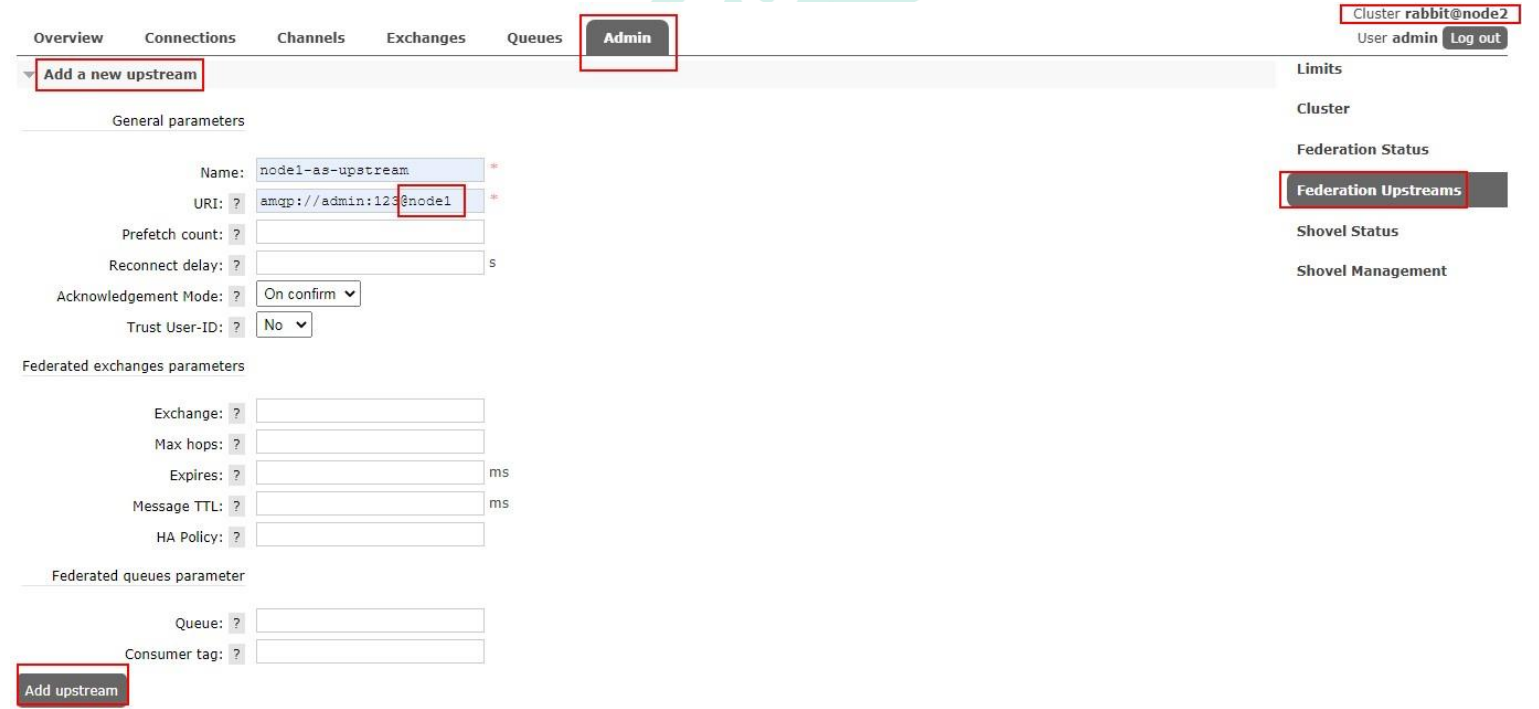 Cluster rabbit@node2
Overview Connections Channels Exchanges Queues Admin
User admin Log out
Add a new upstream
General parameters
Name: node1-as-upstream *
URI: ? amqp://admin:123@node1 *
Prefetch count: ?
Reconnect delay: ? s
Acknowledgement Mode: ? On confirm
Trust User-ID: ? No
Federated exchanges parameters
Exchange: ?
Max hops: ?
Expires: ? ms
Message TTL: ? ms
HA Policy: ?
Federated queues parameter
Queue: ?
Consumer tag: ?
Add upstream
Limits
Cluster
Federation Status
Federation Upstreams
Shovel Status
Shovel Management